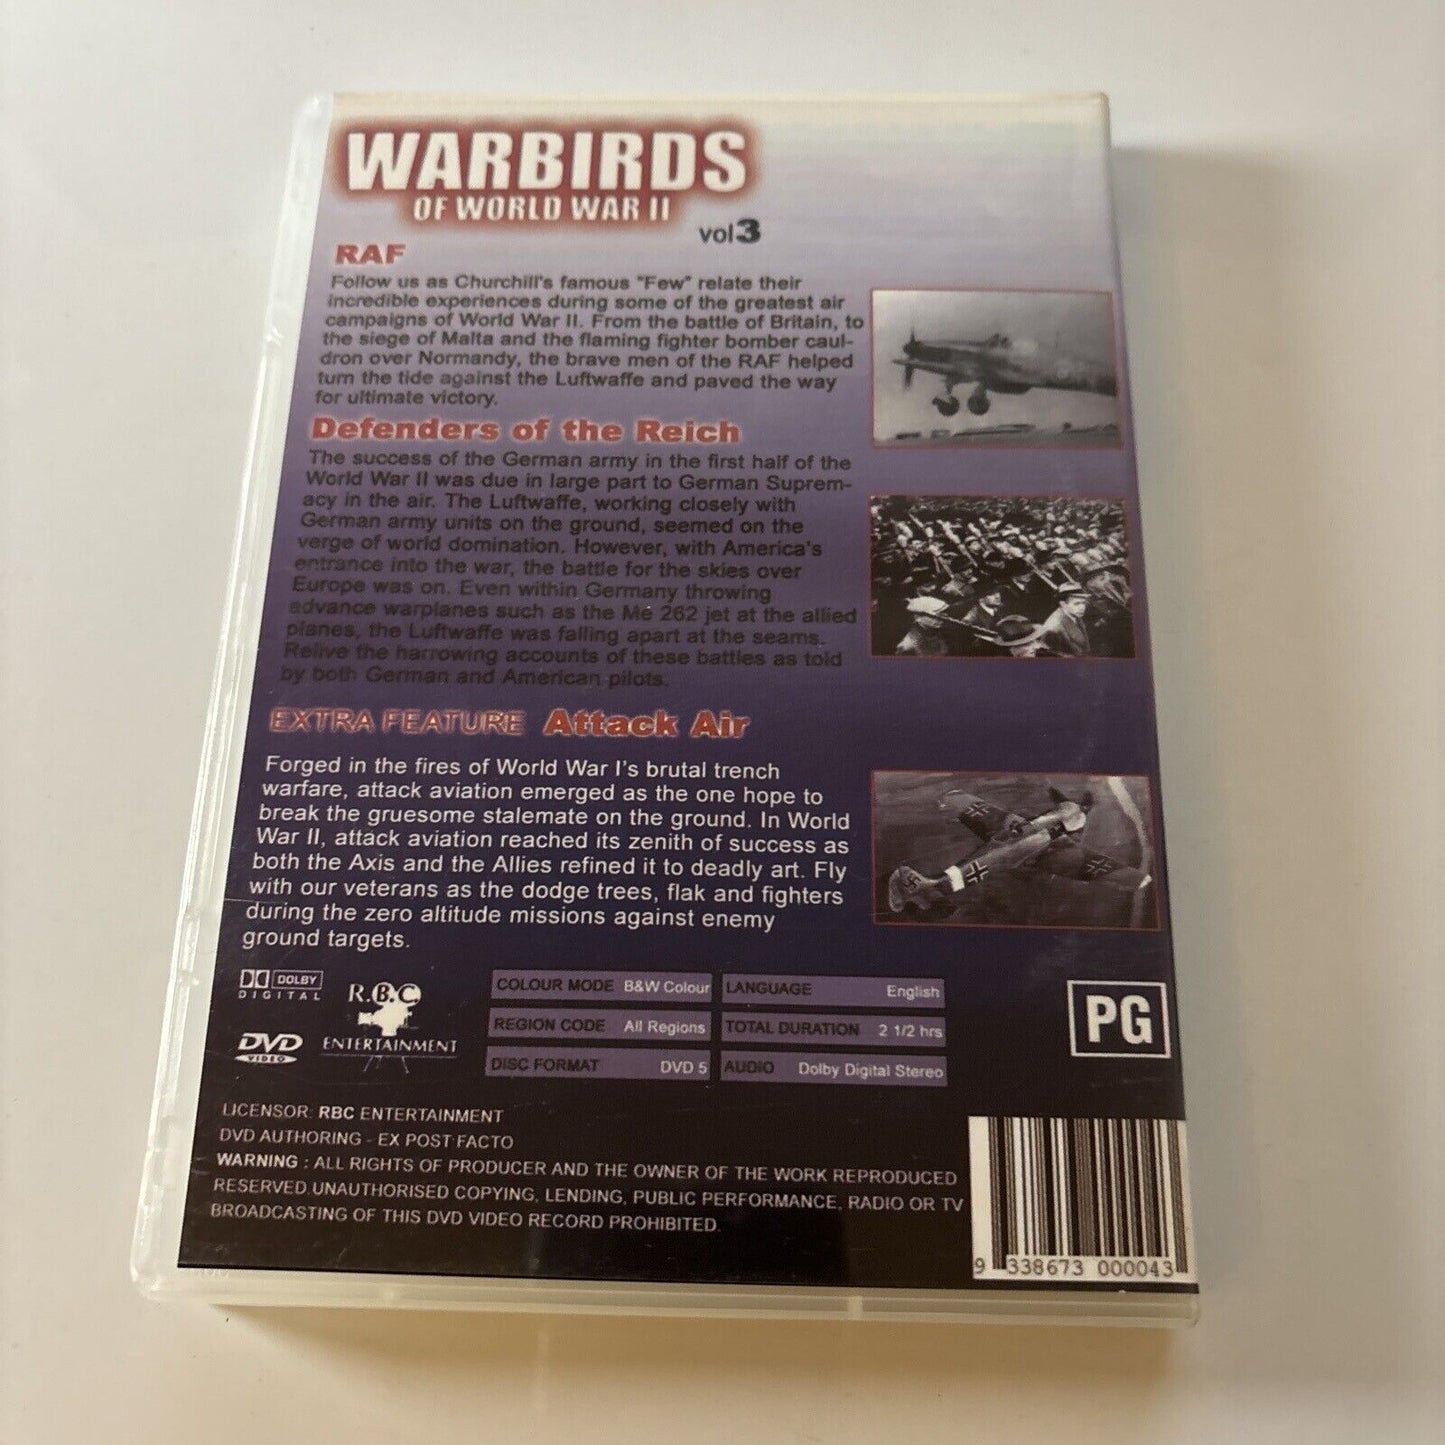 WARBIRDS
OF WORLD WAR II
vol3
RAF
Follow us as Churchill's famous "Few" relate their
incredible experiences during some of the greatest air
campaigns of World War II. From the battle of Britain, to
the siege of Malta and the flaming fighter bomber caul-
dron over Normandy, the brave men of the RAF helped
turn the tide against the Luftwaffe and paved the way
for ultimate victory.
Defenders of the Reich
The success of the German army in the first half of the
World War II was due in large part to German Suprem-
acy in the air. The Luftwaffe, working closely with
German army units on the ground, seemed on the
verge of world domination. However, with America's
entrance into the war, the battle for the skies over
Europe was on. Even within Germany throwing
advance warplanes such as the Me 262 jet at the allied
planes, the Luftwaffe was falling apart at the seams.
Relive the harrowing accounts of these battles as told
by both German and American pilots.
EXTRA FEATURE Attack Air
Forged in the fires of World War I's brutal trench
warfare, attack aviation emerged as the one hope to
break the gruesome stalemate on the ground. In World
War II, attack aviation reached its zenith of success as
both the Axis and the Allies refined it to deadly art. Fly
with our veterans as the dodge trees, flak and fighters
during the zero altitude missions against enemy
ground targets.
DOLBY
DIGITAL
DVD
VIDEO
R.B.C.
ENTERTAINMENT
COLOUR MODE B&W Colour
LANGUAGE English
REGION CODE All Regions
TOTAL DURATION 2 1/2 hrs
DISC FORMAT DVD 5
AUDIO Dolby Digital Stereo
PG
LICENSOR: RBC ENTERTAINMENT
DVD AUTHORING - EX POST FACTO
WARNING : ALL RIGHTS OF PRODUCER AND THE OWNER OF THE WORK REPRODUCED
RESERVED.UNAUTHORISED COPYING, LENDING, PUBLIC PERFORMANCE, RADIO OR TV
BROADCASTING OF THIS DVD VIDEO RECORD PROHIBITED.
9 338673 000043